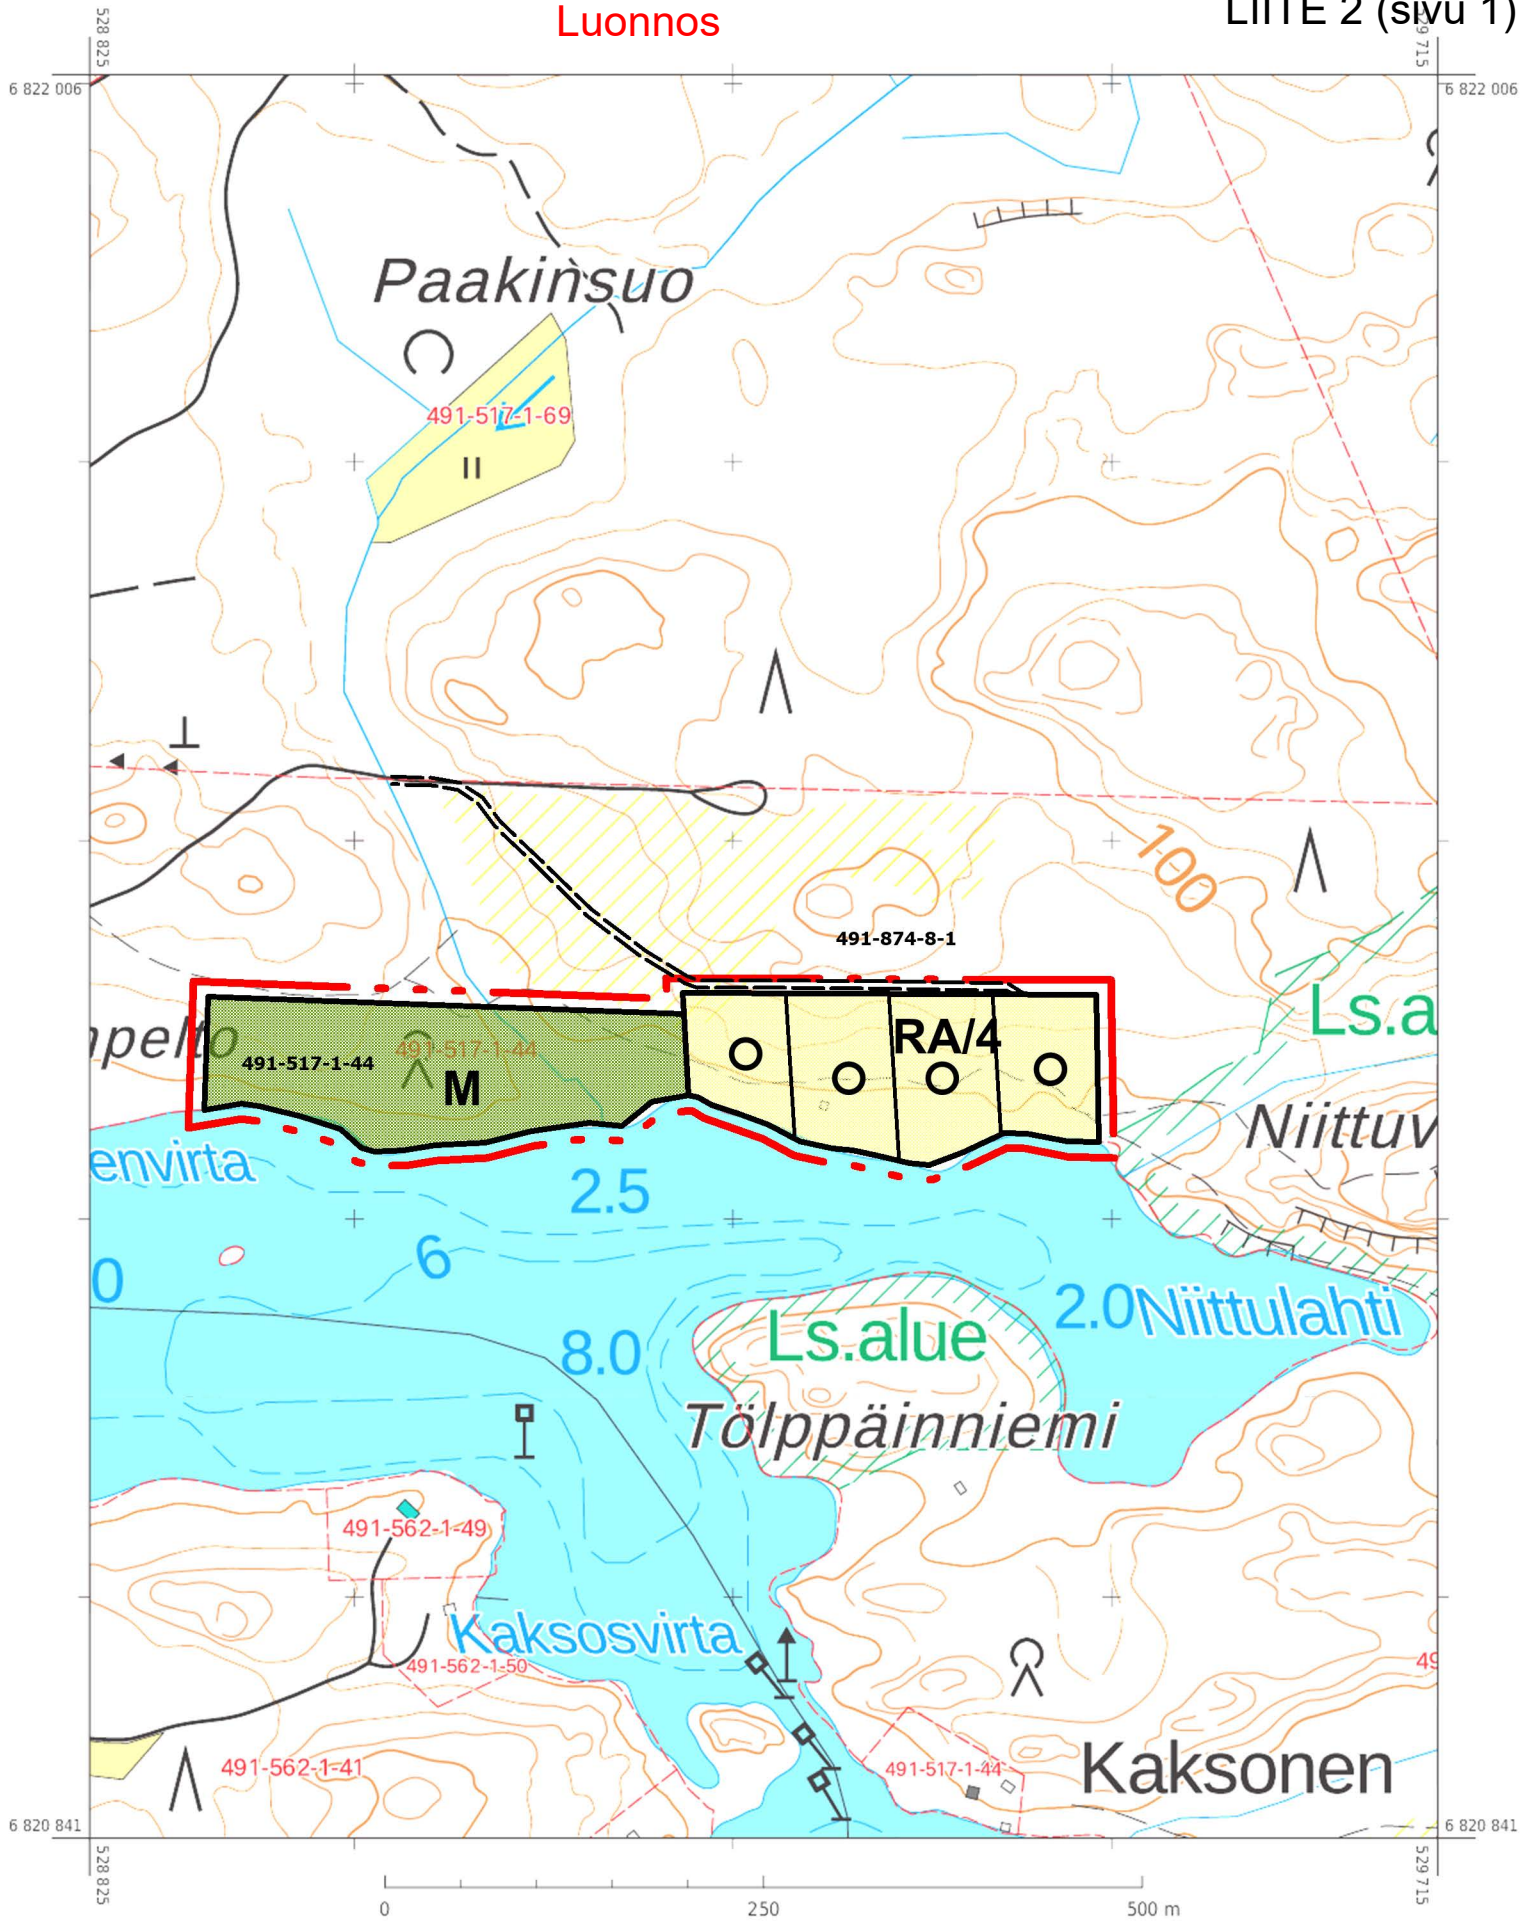 Luonnos
LIITE 2 (sivu 1)
528 825
529 715
6 822 006
6 822 006
Paakinsuo
491-517-1-69
100
491-874-8-1
Ls.a
npelto
491-517-1-44
491-517-1-44
M
RA/4
Niittuv
envirta
2.5
6
0
2.0
Niittulahti
Ls.alue
8.0
Tölppäinniemi
491-562-1-49
Kaksosvirta
491-562-1-50
49
491-562-1-41
491-517-1-44
Kaksonen
6 820 841
6 820 841
528 825
529 715
0
250
500 m